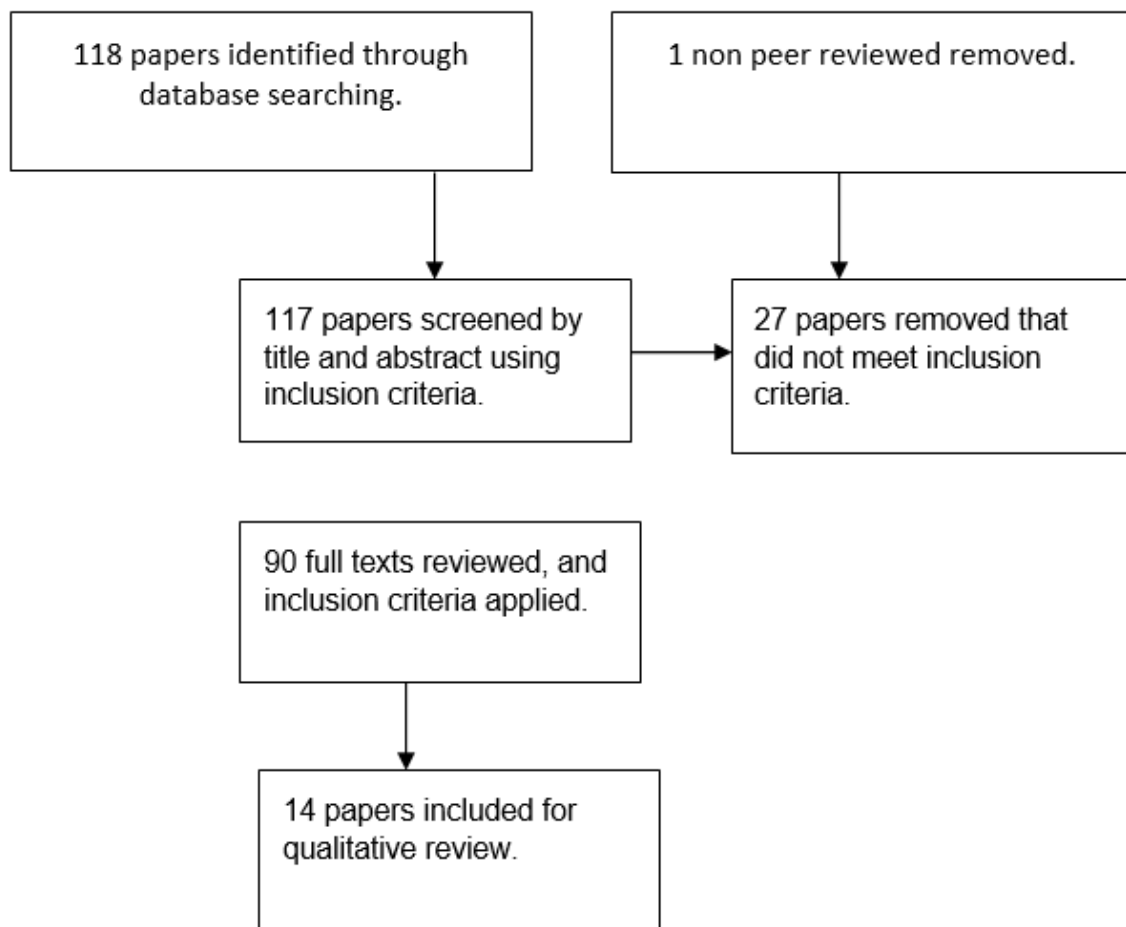 118 papers identified through
database searching.
1 non peer reviewed removed.
117 papers screened by
title and abstract using
inclusion criteria.
27 papers removed that
did not meet inclusion
criteria.
90 full texts reviewed, and
inclusion criteria applied.
14 papers included for
qualitative review.